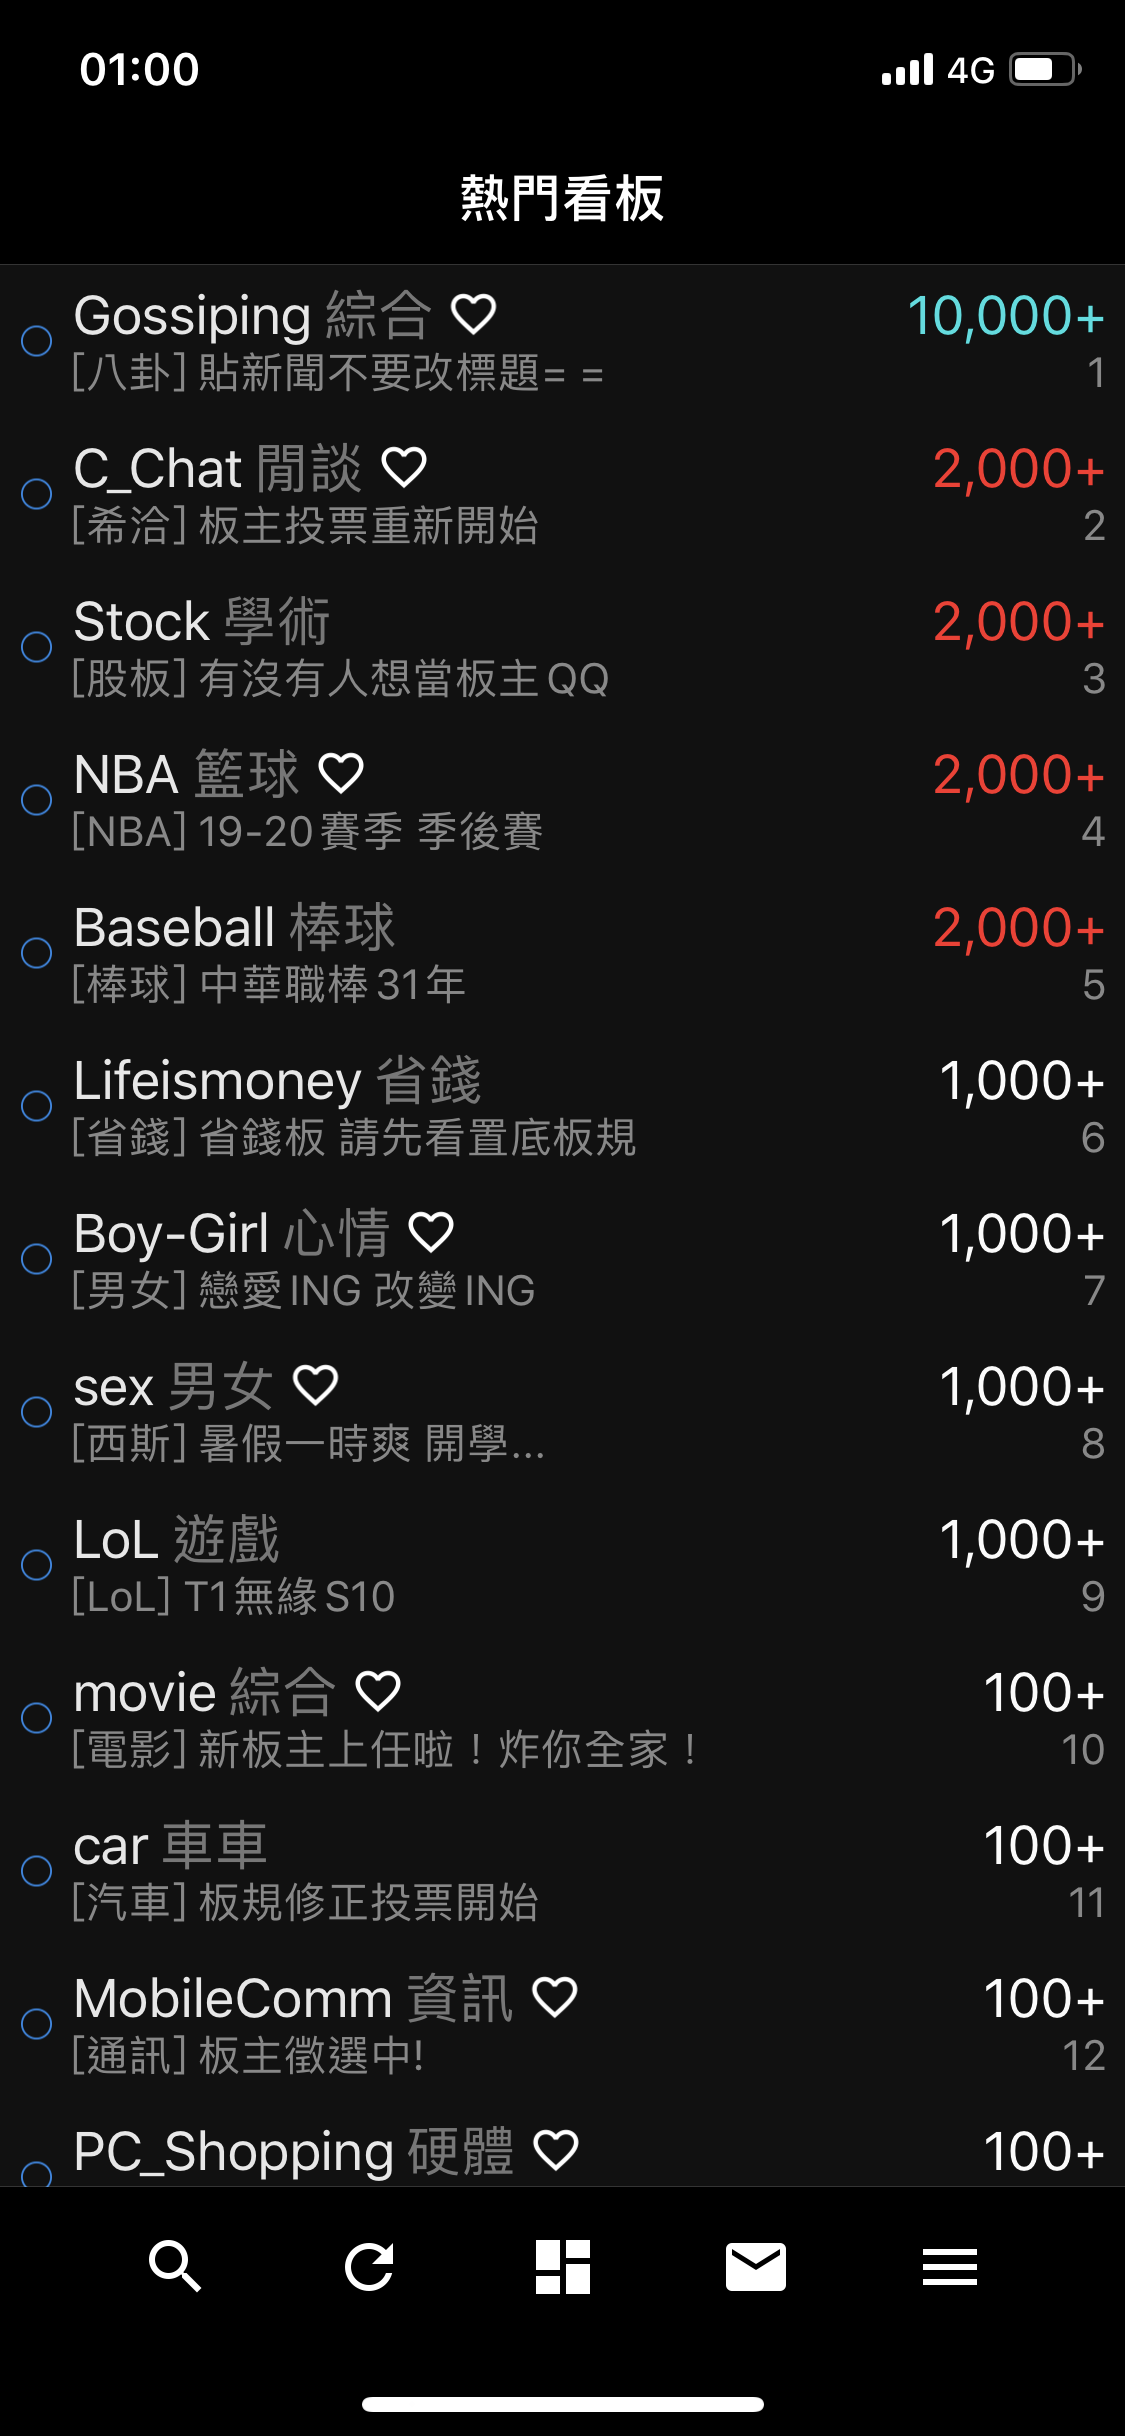 01:00
4G
熱門看板
Gossiping 綜合 10,000+
[八卦] 貼新聞不要改標題= = 1
C_Chat 閒談 2,000+
[希洽] 板主投票重新開始 2
Stock 學術 2,000+
[股板] 有沒有人想當板主QQ 3
NBA 籃球 2,000+
[NBA] 19-20賽季 季後賽 4
Baseball 棒球 2,000+
[棒球] 中華職棒31年 5
Lifeismoney 省錢 1,000+
[省錢] 省錢板 請先看置底板規 6
Boy-Girl 心情 1,000+
[男女] 戀愛ING 改變ING 7
sex 男女 1,000+
[西斯] 暑假一時爽 開學... 8
LoL 遊戲 1,000+
[LoL] T1無緣S10 9
movie 綜合 100+
[電影] 新板主上任啦！炸你全家！ 10
car 車車 100+
[汽車] 板規修正投票開始 11
MobileComm 資訊 100+
[通訊] 板主徵選中! 12
PC_Shopping 硬體 100+